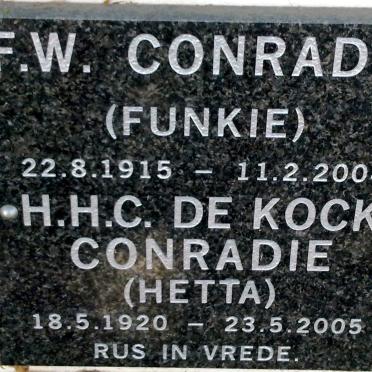 F.W. CONRAD
(FUNKIE)
22.8.1915 – 11.2.200
H.H.C. DE KOCK
CONRADIE
(HETTA)
18.5.1920 – 23.5.2005
RUS IN VREDE.